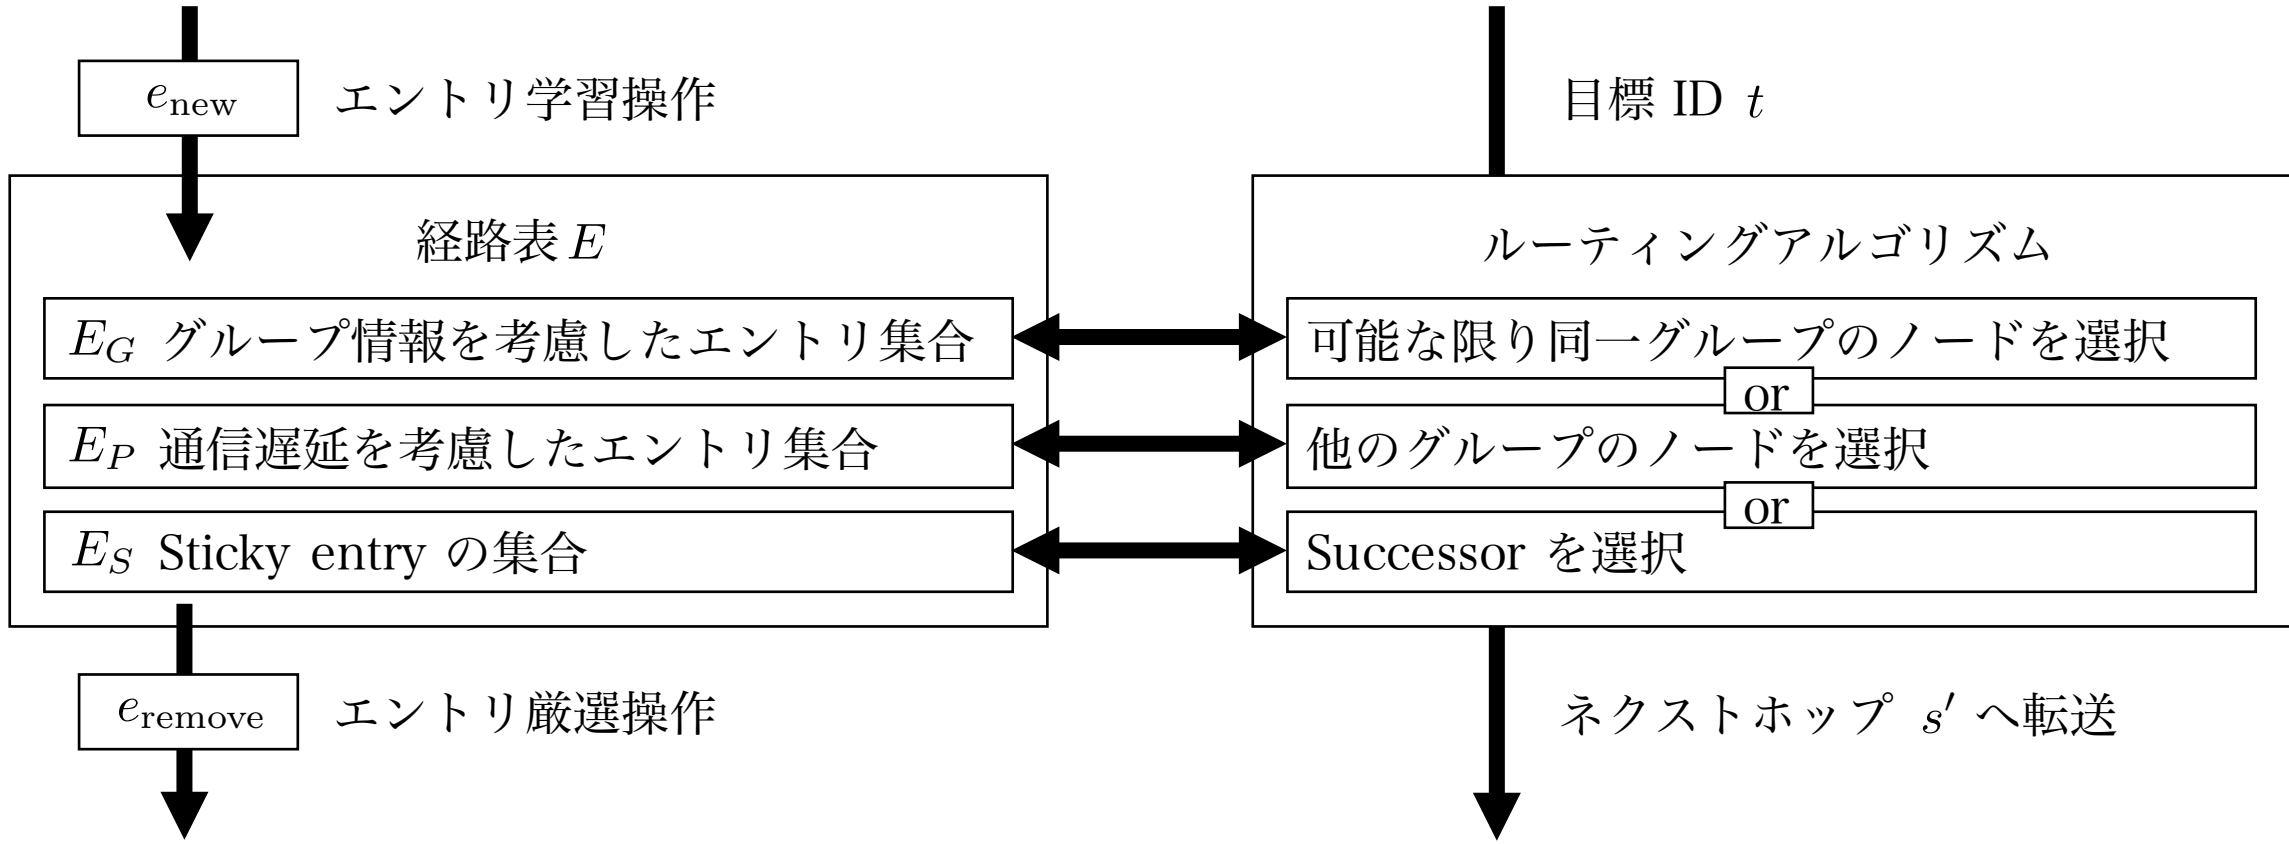 e_new エントリ学習操作
経路表 E
E_G グループ情報を考慮したエントリ集合
E_P 通信遅延を考慮したエントリ集合
E_S Sticky entry の集合
e_remove エントリ厳選操作
目標 ID t
ルーティングアルゴリズム
可能な限り同一グループのノードを選択
or
他のグループのノードを選択
or
Successor を選択
ネクストホップ s′ へ転送